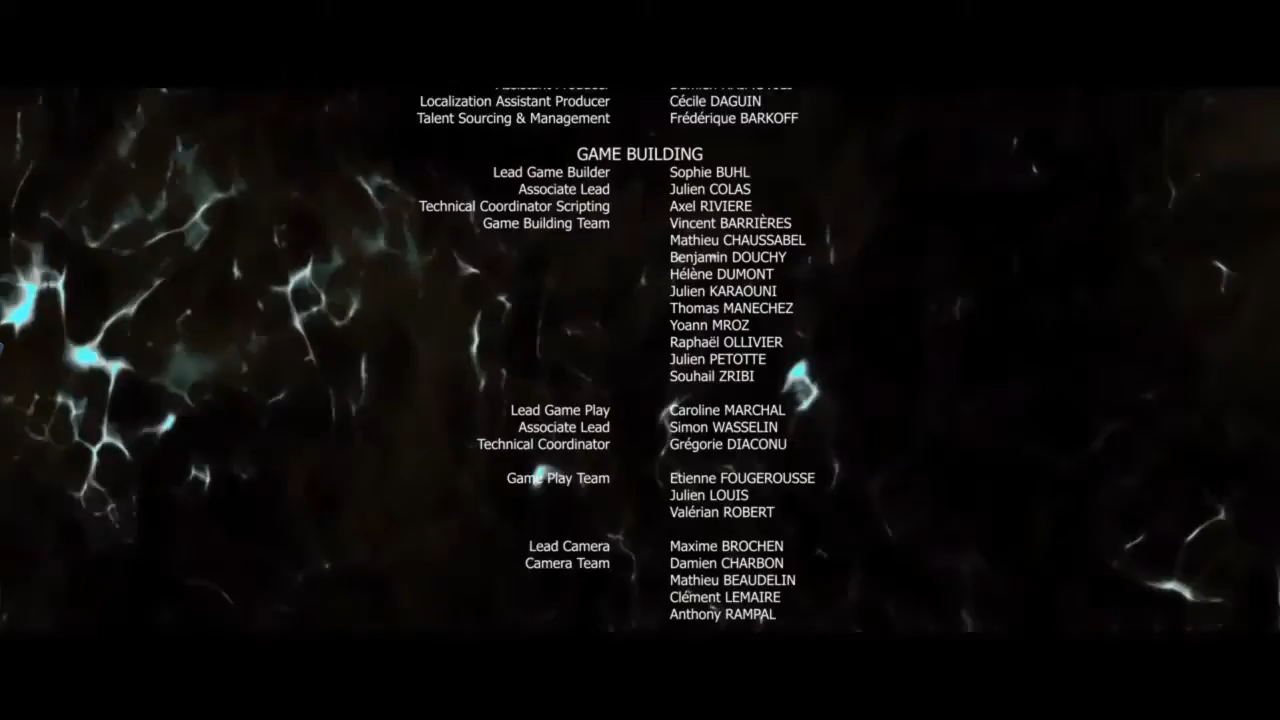 Localization Assistant Producer Cécile DAGUIN
Talent Sourcing & Management Frédérique BARKOFF
GAME BUILDING
Lead Game Builder Sophie BUHL
Associate Lead Julien COLAS
Technical Coordinator Scripting Axel RIVIERE
Game Building Team Vincent BARRIÈRES
Mathieu CHAUSSABEL
Benjamin DOUCHY
Hélène DUMONT
Julien KARAOUNI
Thomas MANECHEZ
Yoann MROZ
Raphaël OLLIVIER
Julien PETOTTE
Souhail ZRIBI
Lead Game Play Caroline MARCHAL
Associate Lead Simon WASSELIN
Technical Coordinator Grégorie DIACONU
Game Play Team Etienne FOUGEROUSSE
Julien LOUIS
Valérian ROBERT
Lead Camera Maxime BROCHEN
Camera Team Damien CHARBON
Mathieu BEAUDELIN
Clément LEMAIRE
Anthony RAMPAL